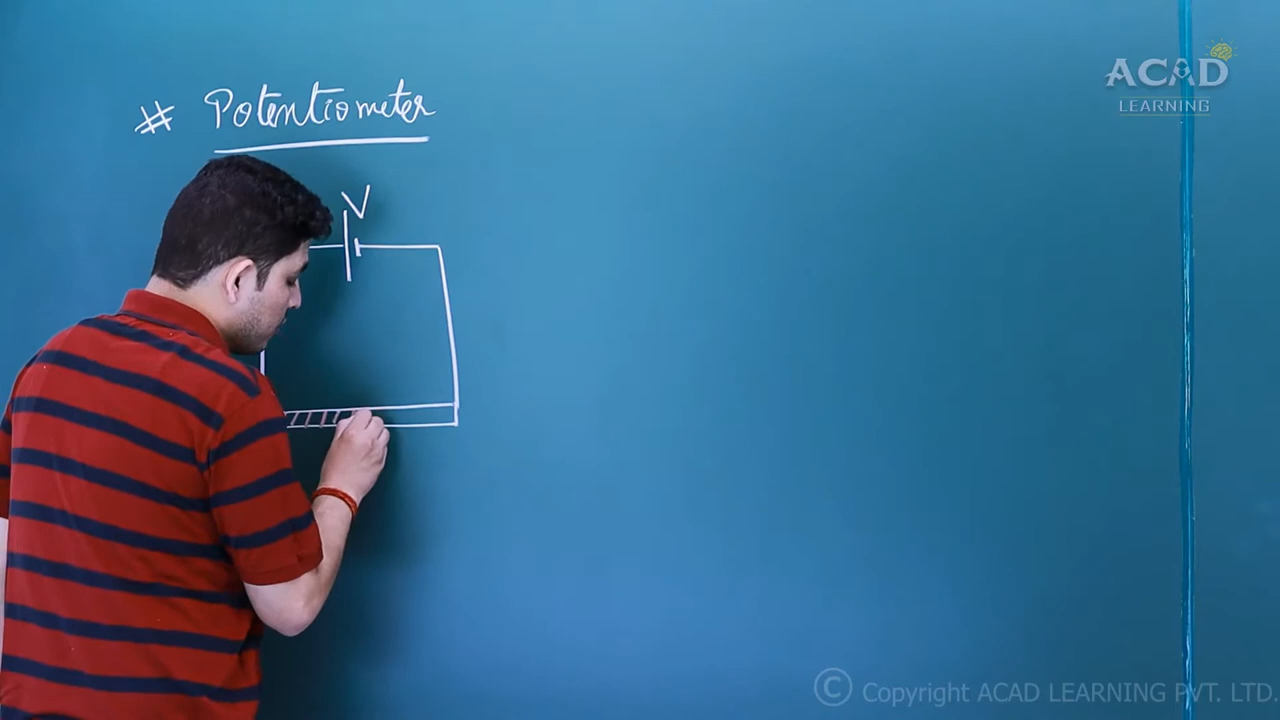 # Potentiometer
V
ACAD
LEARNING
© Copyright ACAD LEARNING PVT. LTD.